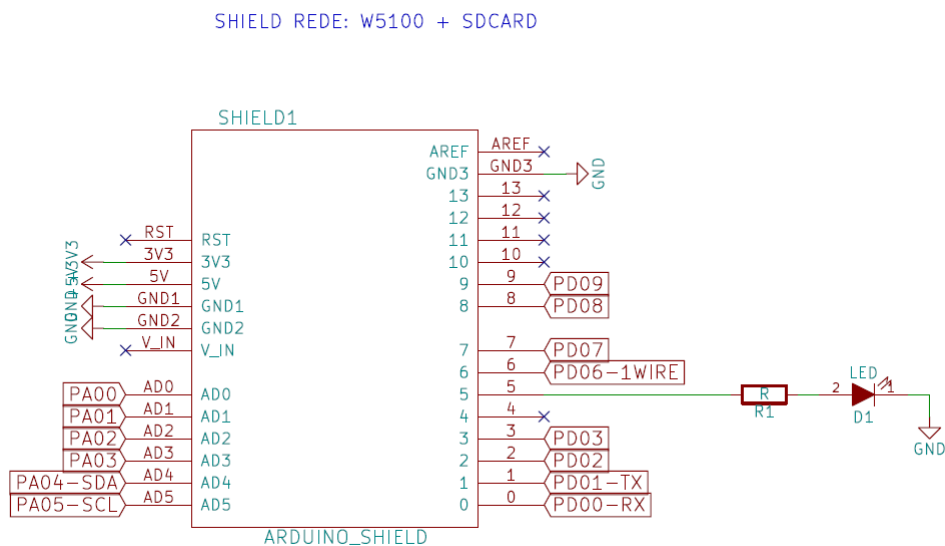 SHIELD REDE: W5100 + SDCARD
SHIELD1
AREF AREF
GND3 GND3 GND
13 13
12 12
11 11
10 10
9 9 PD09
8 8 PD08
7 7 PD07
6 6 PD06-1WIRE
5 5
4 4
3 3 PD03
2 2 PD02
1 1 PD01-TX
0 0 PD00-RX
RST RST
+3V3 3V3 3V3
+5V 5V 5V
GND GND1 GND1
GND GND2 GND2
V_IN V_IN
PA00 AD0 AD0
PA01 AD1 AD1
PA02 AD2 AD2
PA03 AD3 AD3
PA04-SDA AD4 AD4
PA05-SCL AD5 AD5
R
R1
LED
2 1
D1
GND
ARDUINO_SHIELD